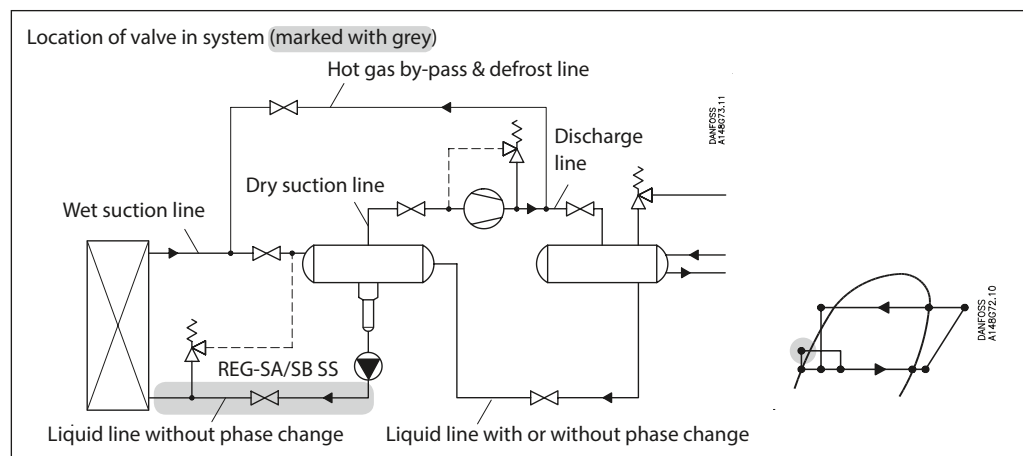 Location of valve in system (marked with grey)
Hot gas by-pass & defrost line
DANFOSS
A148G73.11
Discharge
line
Dry suction line
Wet suction line
DANFOSS
A148G72.10
REG-SA/SB SS
Liquid line without phase change
Liquid line with or without phase change